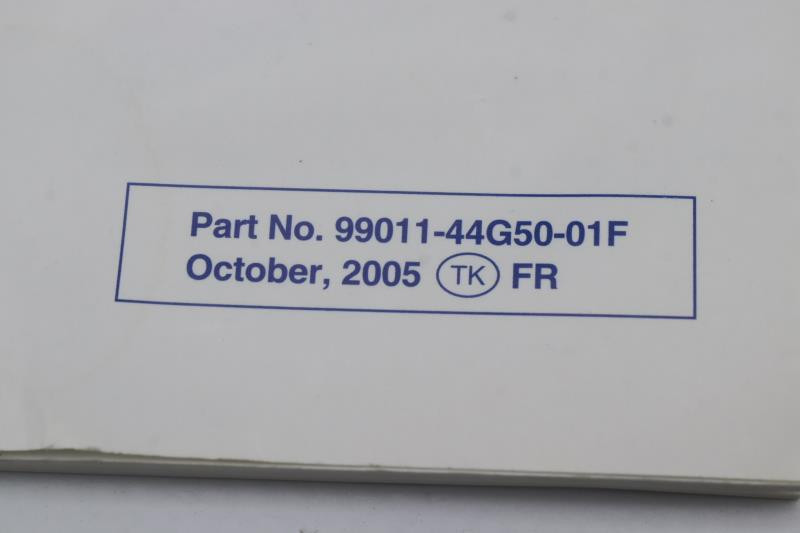 Part No. 99011-44G50-01F
October, 2005 TK FR